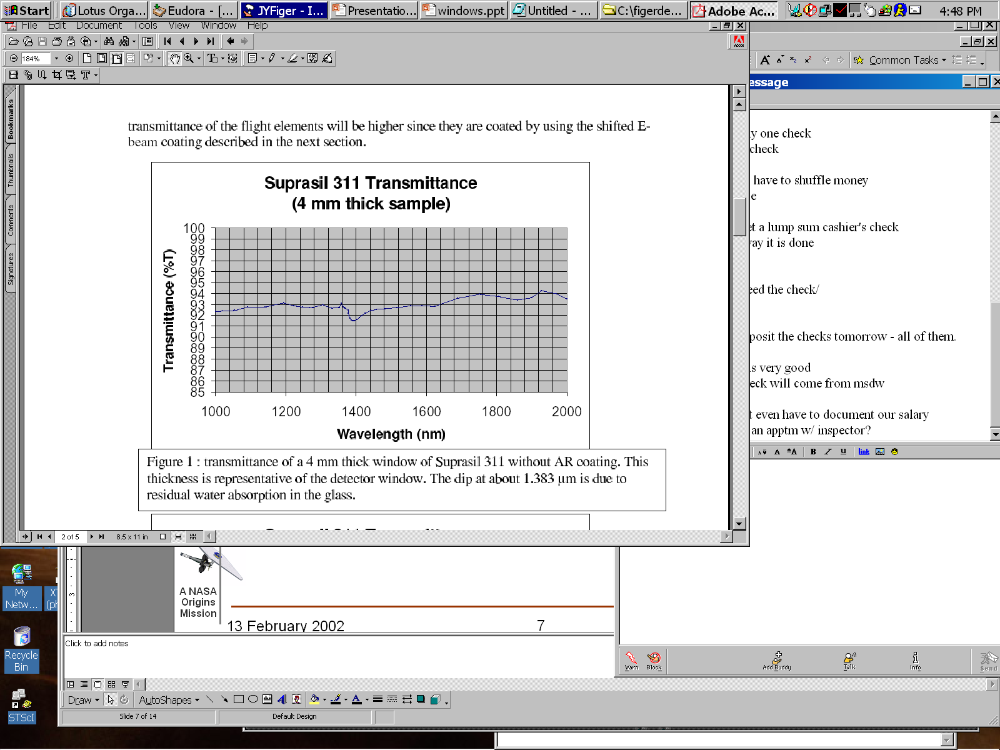 Start
Lotus Orga...
Eudora - [...
JYFiger - I...
Presentatio...
windows.ppt
Untitled - ...
C:\figerde...
Adobe Ac...
4:48 PM
File Edit Document Tools View Window Help
Adobe
184%
Common Tasks
essage
Bookmarks
Thumbnails
Comments
Signatures
transmittance of the flight elements will be higher since they are coated by using the shifted E-
beam coating described in the next section.
Suprasil 311 Transmittance
(4 mm thick sample)
Transmittance (%T)
100
99
98
97
96
95
94
93
92
91
90
89
88
87
86
85
1000 1200 1400 1600 1800 2000
Wavelength (nm)
Figure 1 : transmittance of a 4 mm thick window of Suprasil 311 without AR coating. This
thickness is representative of the detector window. The dip at about 1.383 µm is due to
residual water absorption in the glass.
2 of 5
8.5 x 11 in
y one check
check
have to shuffle money
e
et a lump sum cashier's check
vay it is done
eed the check/
posit the checks tomorrow - all of them.
is very good
eck will come from msdw
t even have to document our salary
an apptm w/ inspector?
A A A B I U link
My
Netw...
Recycle
Bin
STScI
3
A NASA
Origins
Mission
13 February 2002
7
Click to add notes
Warn
Block
Add Buddy
Talk
Info
Send
Draw
AutoShapes
Slide 7 of 14
Default Design